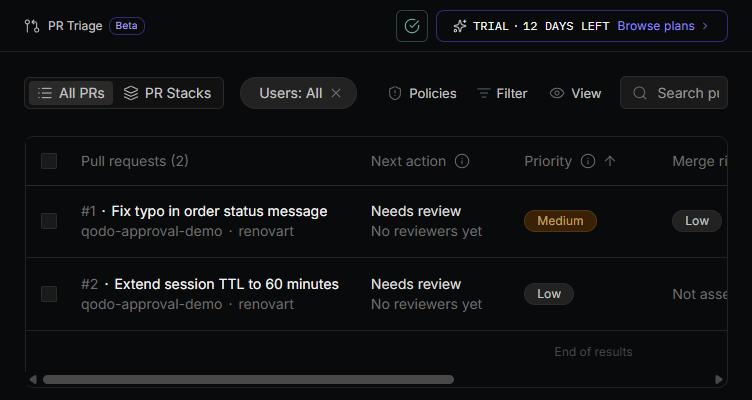 PR Triage Beta
TRIAL · 12 DAYS LEFT Browse plans
All PRs PR Stacks Users: All Policies Filter View Search
Pull requests (2) Next action Priority Merge
#1 · Fix typo in order status message Needs review Medium Low
qodo-approval-demo · renovart No reviewers yet
#2 · Extend session TTL to 60 minutes Needs review Low Not
qodo-approval-demo · renovart No reviewers yet
End of results